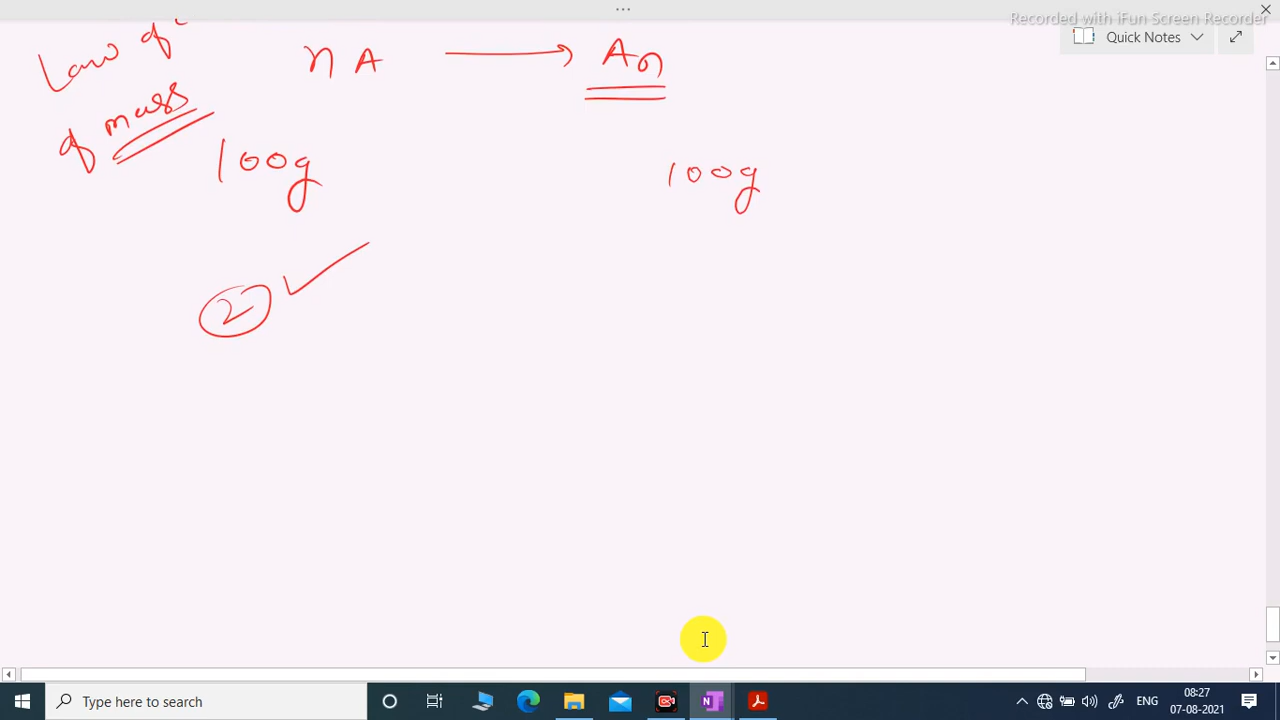 Recorded with iFun Screen Recorder
Quick Notes
Law of
of mass
nA → An
100g 100g
2 ✓
Type here to search
ENG
08:27
07-08-2021